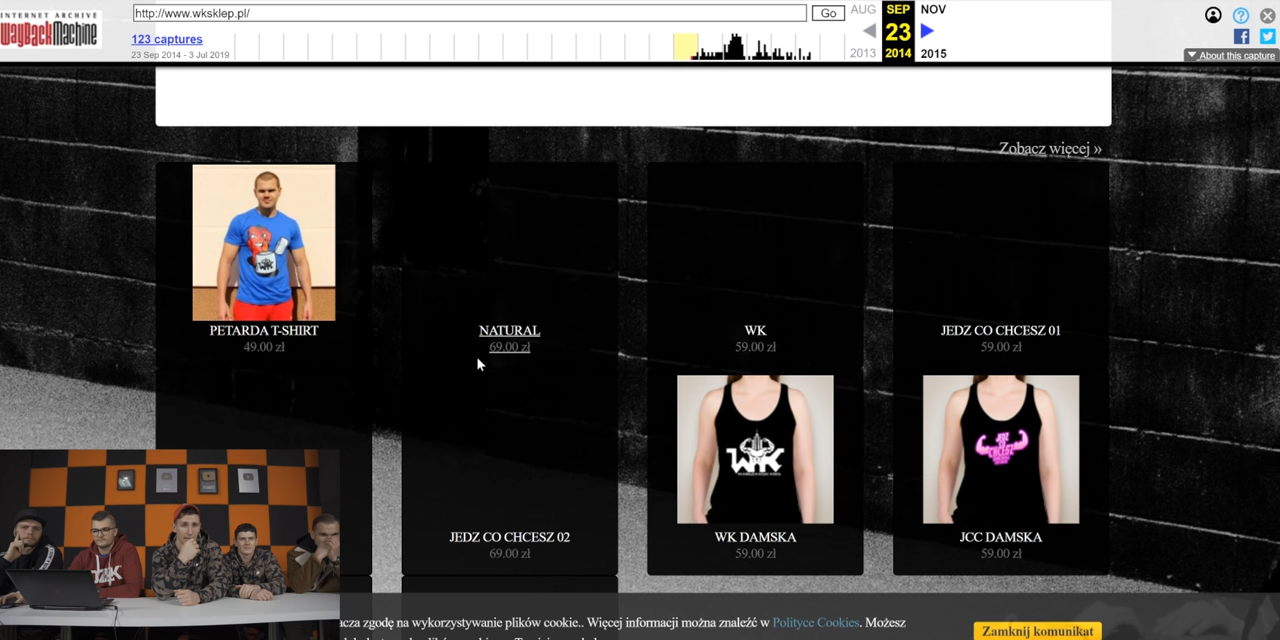 INTERNET ARCHIVE
WayBackMachine
http://www.wksklep.pl/
Go
123 captures
23 Sep 2014 - 3 Jul 2019
AUG
SEP
NOV
23
2013
2014
2015
About this capture
Zobacz więcej »
PETARDA T-SHIRT
49.00 zł
NATURAL
69.00 zł
WK
59.00 zł
JEDZ CO CHCESZ 01
59.00 zł
WK
JEDZ
CO
CHCESZ
JEDZ CO CHCESZ 02
69.00 zł
WK DAMSKA
59.00 zł
JCC DAMSKA
59.00 zł
zgodę na wykorzystywanie plików cookie.. Więcej informacji można znaleźć w Polityce Cookies. Możesz
Zamknij komunikat